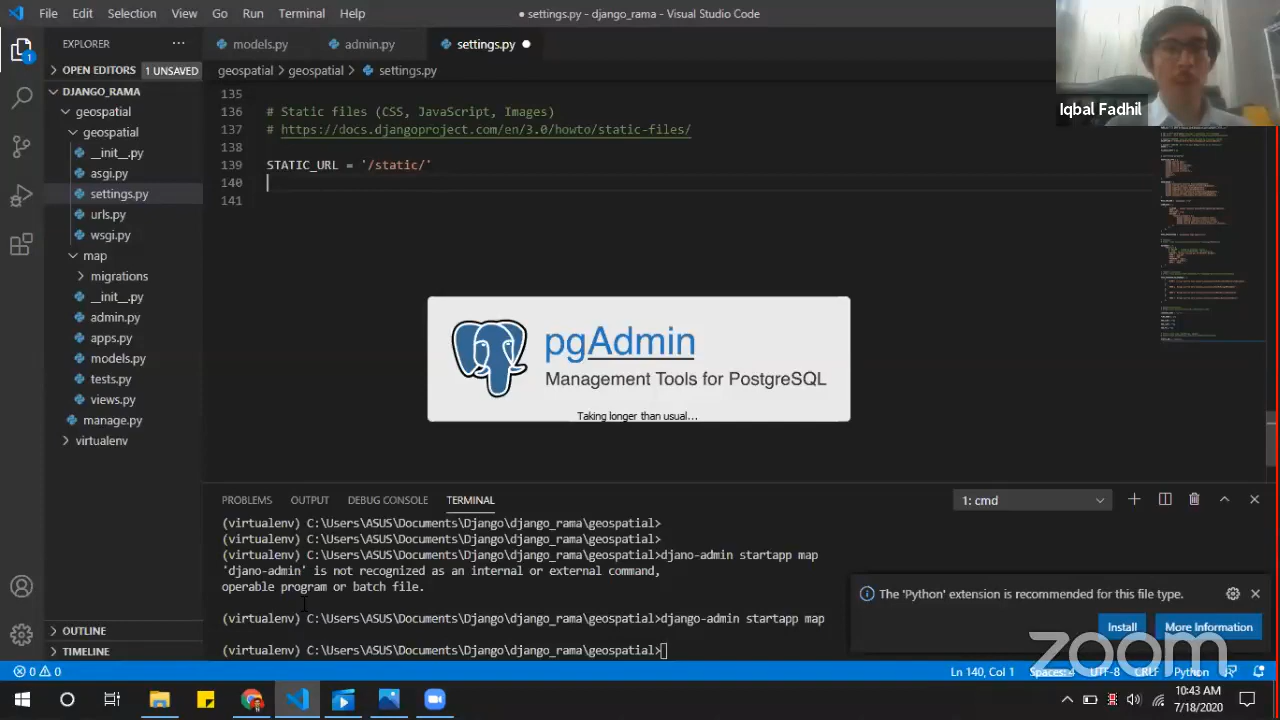 File Edit Selection View Go Run Terminal Help
● settings.py - django_rama - Visual Studio Code
EXPLORER ···
models.py admin.py settings.py ●
OPEN EDITORS 1 UNSAVED
geospatial > geospatial > settings.py
DJANGO_RAMA
geospatial
geospatial
__init__.py
asgi.py
settings.py
urls.py
wsgi.py
map
migrations
__init__.py
admin.py
apps.py
models.py
tests.py
views.py
manage.py
virtualenv
OUTLINE
TIMELINE
1
135
136 # Static files (CSS, JavaScript, Images)
137 # https://docs.djangoproject.com/en/3.0/howto/static-files/
138
139 STATIC_URL = '/static/'
140
141
Iqbal Fadhil
pgAdmin
Management Tools for PostgreSQL
Taking longer than usual...
PROBLEMS OUTPUT DEBUG CONSOLE TERMINAL
1: cmd
(virtualenv) C:\Users\ASUS\Documents\Django\django_rama\geospatial>
(virtualenv) C:\Users\ASUS\Documents\Django\django_rama\geospatial>
(virtualenv) C:\Users\ASUS\Documents\Django\django_rama\geospatial>djano-admin startapp map
'djano-admin' is not recognized as an internal or external command,
operable program or batch file.
(virtualenv) C:\Users\ASUS\Documents\Django\django_rama\geospatial>django-admin startapp map
(virtualenv) C:\Users\ASUS\Documents\Django\django_rama\geospatial>
The 'Python' extension is recommended for this file type.
Install More Information
zoom
0 0
Ln 140, Col 1 Spaces: 4 UTF-8 CRLF Python
10:43 AM
7/18/2020